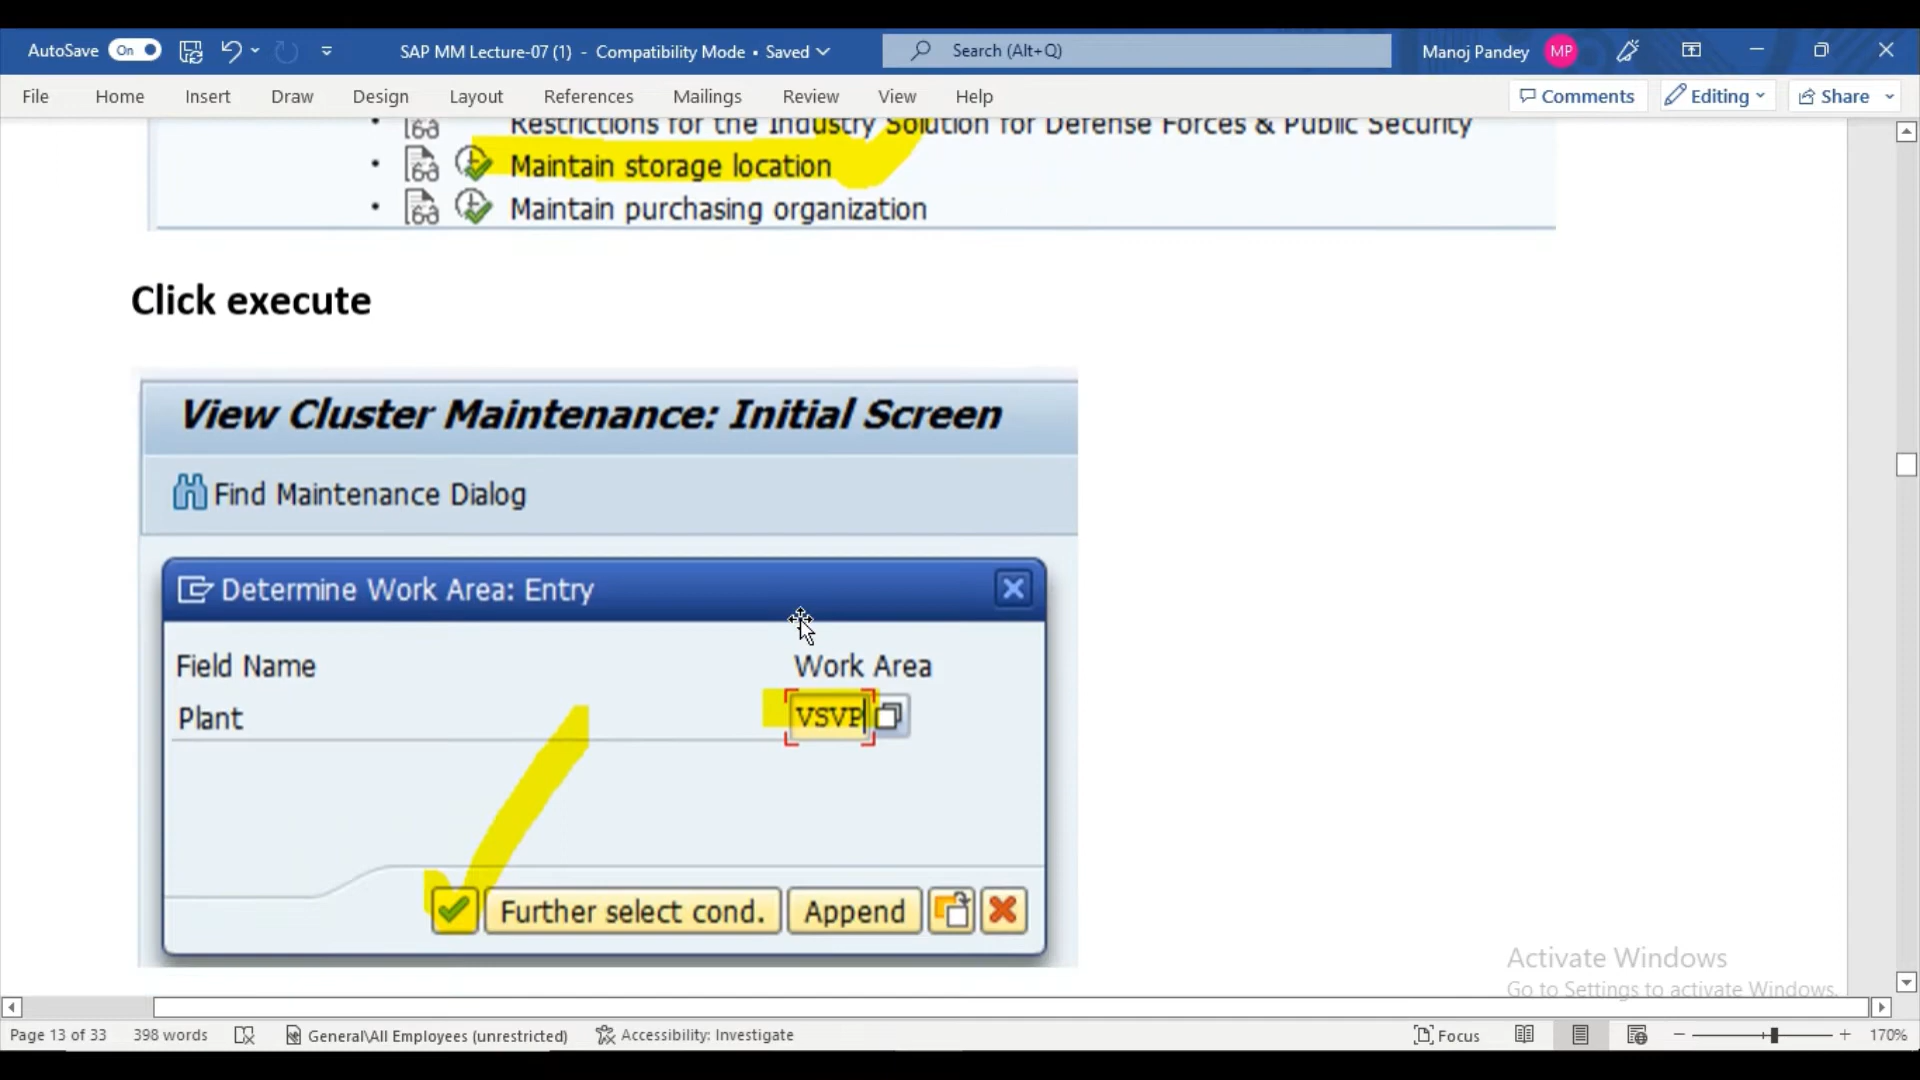 AutoSave On SAP MM Lecture-07 (1) - Compatibility Mode • Saved Search (Alt+Q) Manoj Pandey MP
File Home Insert Draw Design Layout References Mailings Review View Help Comments Editing Share
• Restrictions for the Industry Solution for Defense Forces & Public Security
• Maintain storage location
• Maintain purchasing organization
Click execute
View Cluster Maintenance: Initial Screen
Find Maintenance Dialog
Determine Work Area: Entry
Field Name Work Area
Plant VSVP
Further select cond. Append
Activate Windows
Go to Settings to activate Windows.
Page 13 of 33 398 words General\All Employees (unrestricted) Accessibility: Investigate Focus 170%